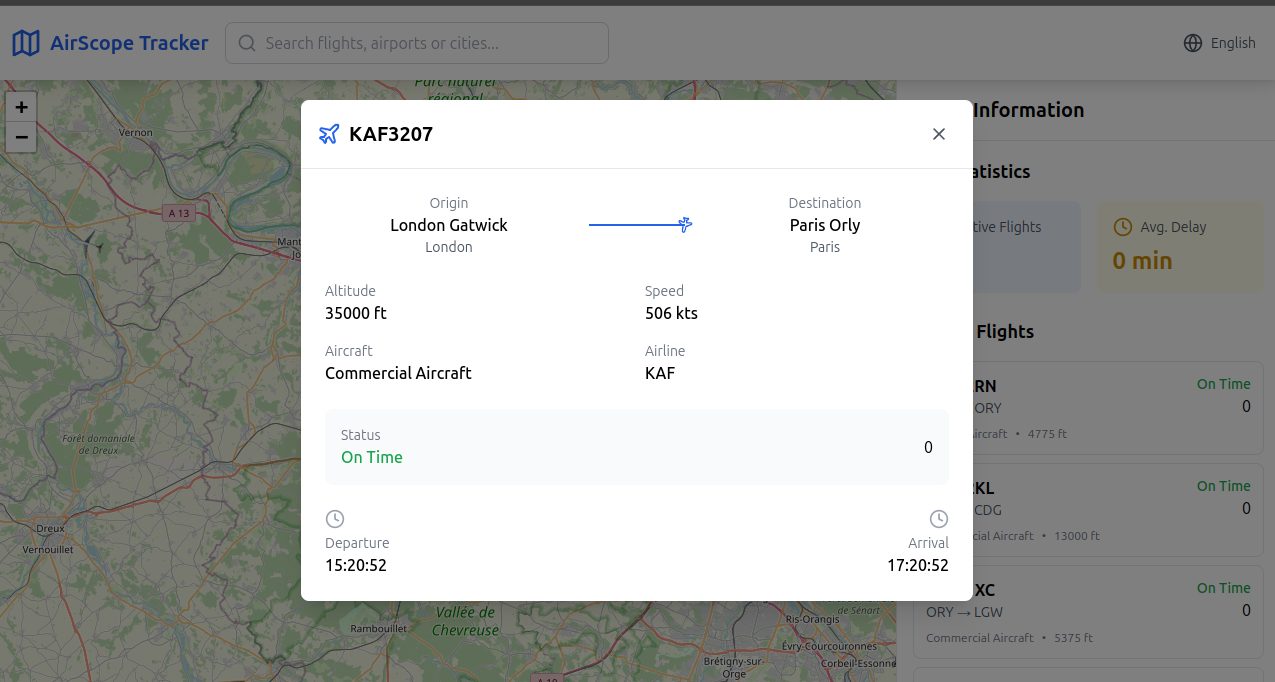 AirScope Tracker
Search flights, airports or cities...
English
Parc naturel
régional
+
−
Vernon
A 13
Forêt domaniale
de Dreux
Dreux
Vernouillet
Rambouillet
Vallée de
Chevreuse
Ris-Orangis
Évry-Courcouronnes
Brétigny-sur-
Orge
Corbeil-Essonne
de Sénart
A 10
KAF3207
Origin
London Gatwick
London
Destination
Paris Orly
Paris
Altitude
35000 ft
Speed
506 kts
Aircraft
Commercial Aircraft
Airline
KAF
Status
On Time
0
Departure
15:20:52
Arrival
17:20:52
Information
atistics
tive Flights
Avg. Delay
0 min
Flights
RN
On Time
ORY
0
ircraft • 4775 ft
KL
On Time
CDG
0
cial Aircraft • 13000 ft
XC
On Time
ORY → LGW
0
Commercial Aircraft • 5375 ft